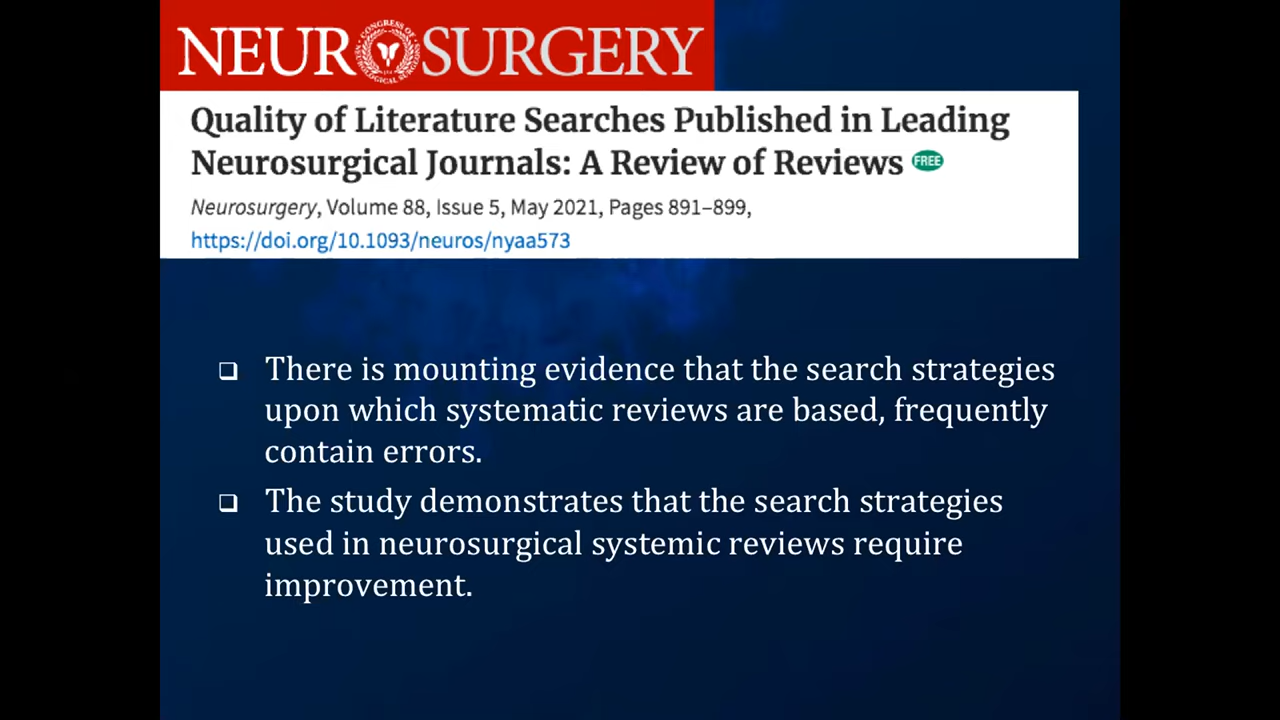 NEUROSURGERY
Quality of Literature Searches Published in Leading
Neurosurgical Journals: A Review of Reviews FREE
Neurosurgery, Volume 88, Issue 5, May 2021, Pages 891–899,
https://doi.org/10.1093/neuros/nyaa573
There is mounting evidence that the search strategies
upon which systematic reviews are based, frequently
contain errors.
The study demonstrates that the search strategies
used in neurosurgical systemic reviews require
improvement.